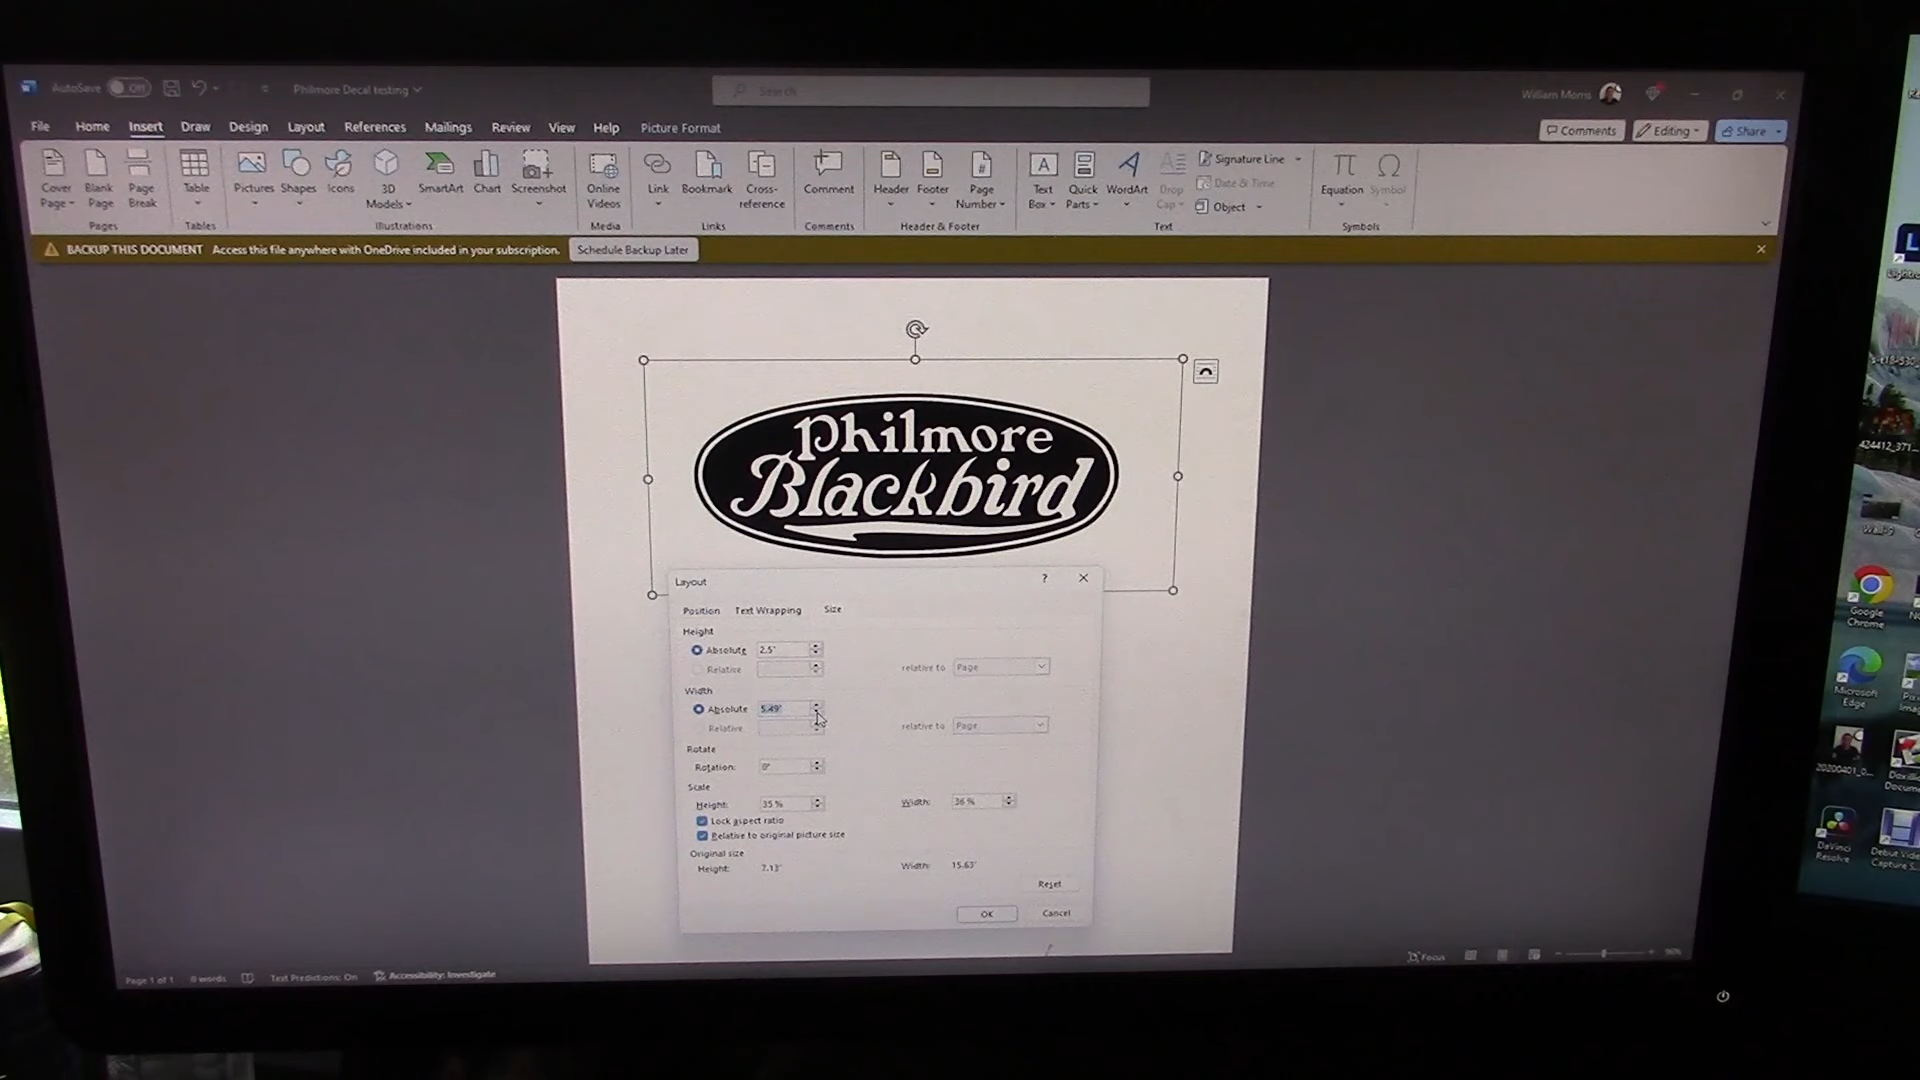 AutoSave Off Philmore Decal testing Search William Morris
File Home Insert Draw Design Layout References Mailings Review View Help Picture Format Comments Editing Share
Cover Page Blank Page Page Break Table Pictures Shapes Icons 3D Models SmartArt Chart Screenshot Online Videos Link Bookmark Cross-reference Comment Header Footer Page Number Text Box Quick Parts WordArt Drop Cap Signature Line Date & Time Object Equation Symbol
Pages Tables Illustrations Media Links Comments Header & Footer Text Symbols
BACKUP THIS DOCUMENT Access this file anywhere with OneDrive included in your subscription. Schedule Backup Later
Philmore
Blackbird
Layout ?
Position Text Wrapping Size
Height
Absolute 2.5"
Relative relative to Page
Width
Absolute 5.49"
Relative relative to Page
Rotate
Rotation: 0°
Scale
Height: 35 % Width: 36 %
Lock aspect ratio
Relative to original picture size
Original size
Height: 7.13" Width: 15.63"
Reset
OK Cancel
Page 1 of 1 0 words Text Predictions: On Accessibility: Investigate Focus 96%
424412_371...
Google Chrome
Microsoft Edge
20200401_0...
DaVinci Resolve
Debut Vide Capture S...